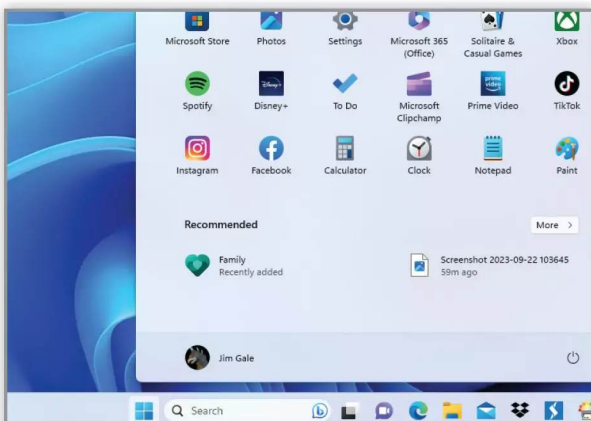 Microsoft Store Photos Settings Microsoft 365 (Office) Solitaire & Casual Games Xbox
Spotify Disney+ To Do Microsoft Clipchamp Prime Video TikTok
Instagram Facebook Calculator Clock Notepad Paint
Recommended More
Family
Recently added
Screenshot 2023-09-22 103645
59m ago
Jim Gale
Search